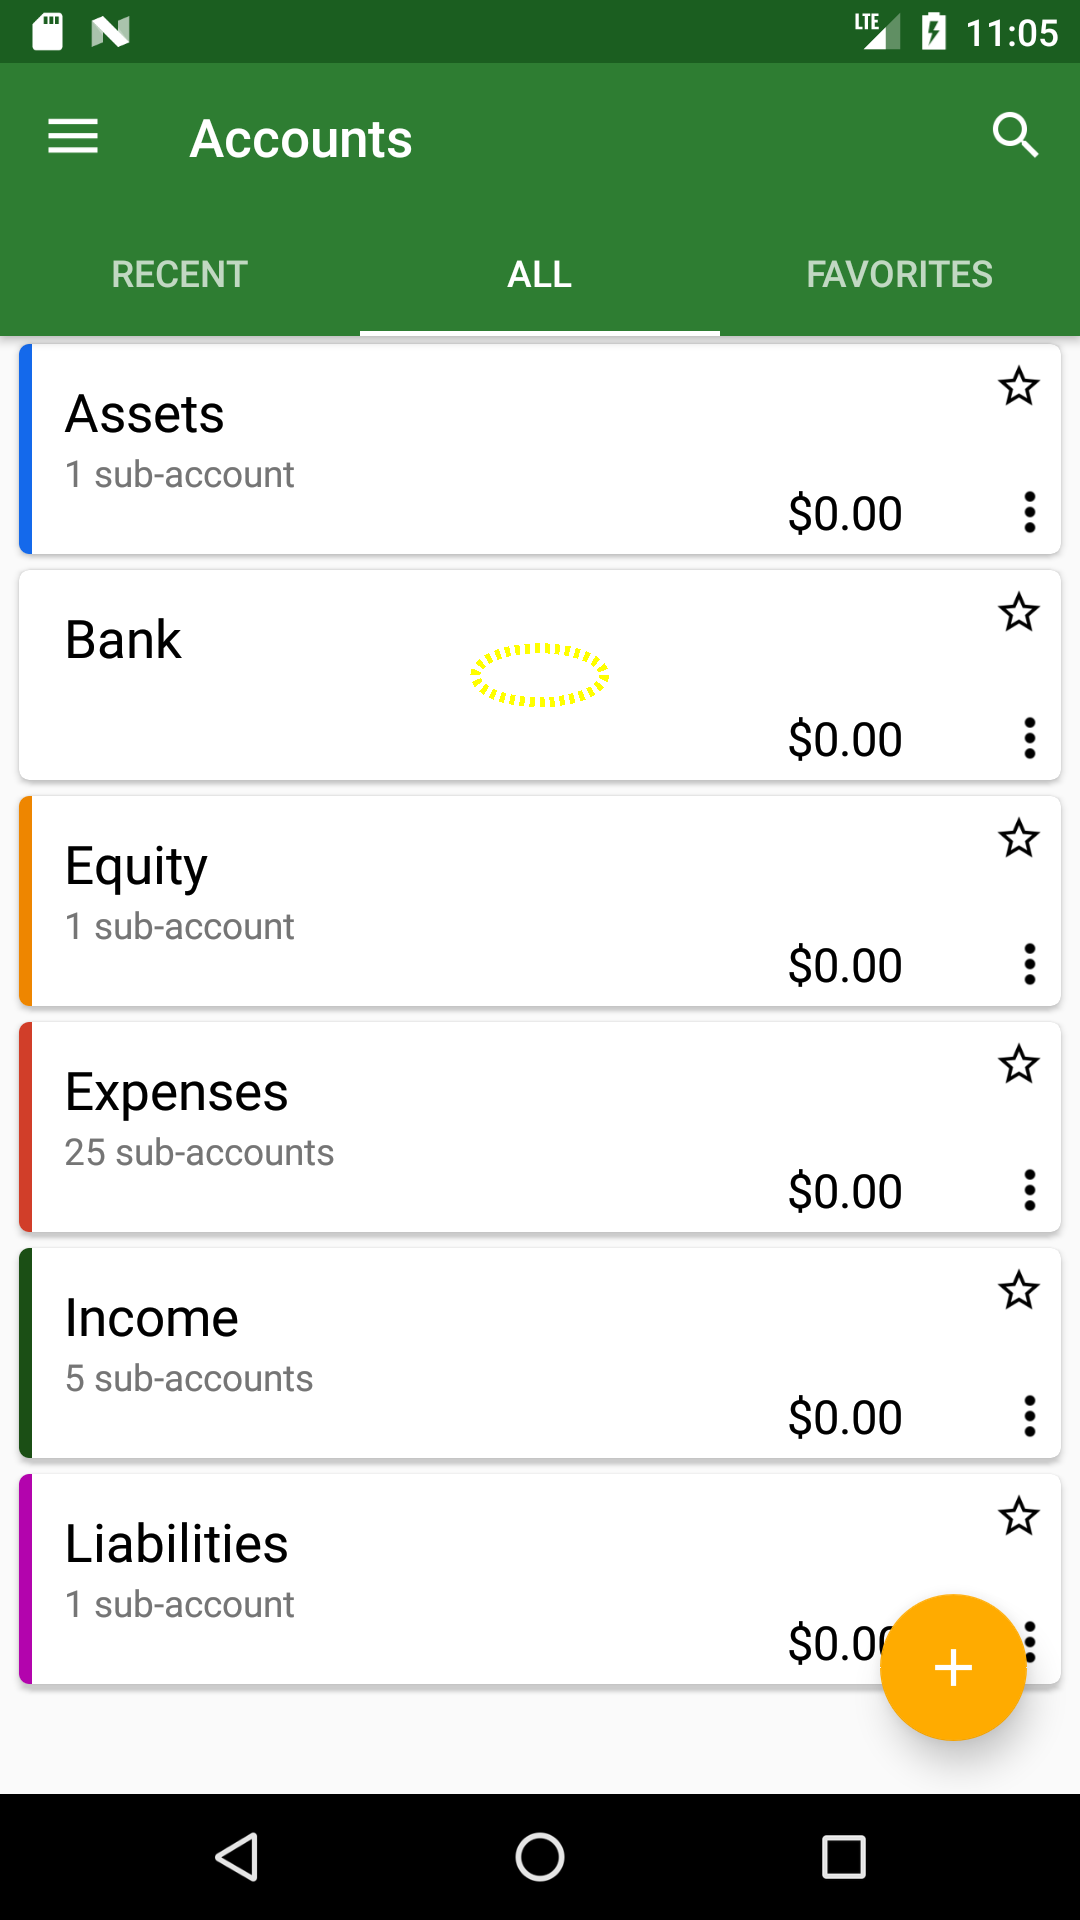 LTE 11:05
Accounts
RECENT ALL FAVORITES
Assets
1 sub-account
$0.00
Bank
$0.00
Equity
1 sub-account
$0.00
Expenses
25 sub-accounts
$0.00
Income
5 sub-accounts
$0.00
Liabilities
1 sub-account
$0.00